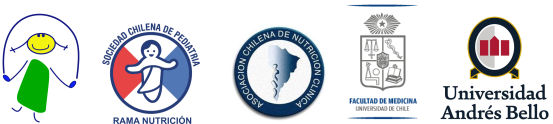 SOCIEDAD CHILENA DE PEDIATRIA
RAMA NUTRICIÓN
ASOCIACION CHILENA DE NUTRICION CLINICA
FACULTAD DE MEDICINA
UNIVERSIDAD DE CHILE
Universidad
Andrés Bello